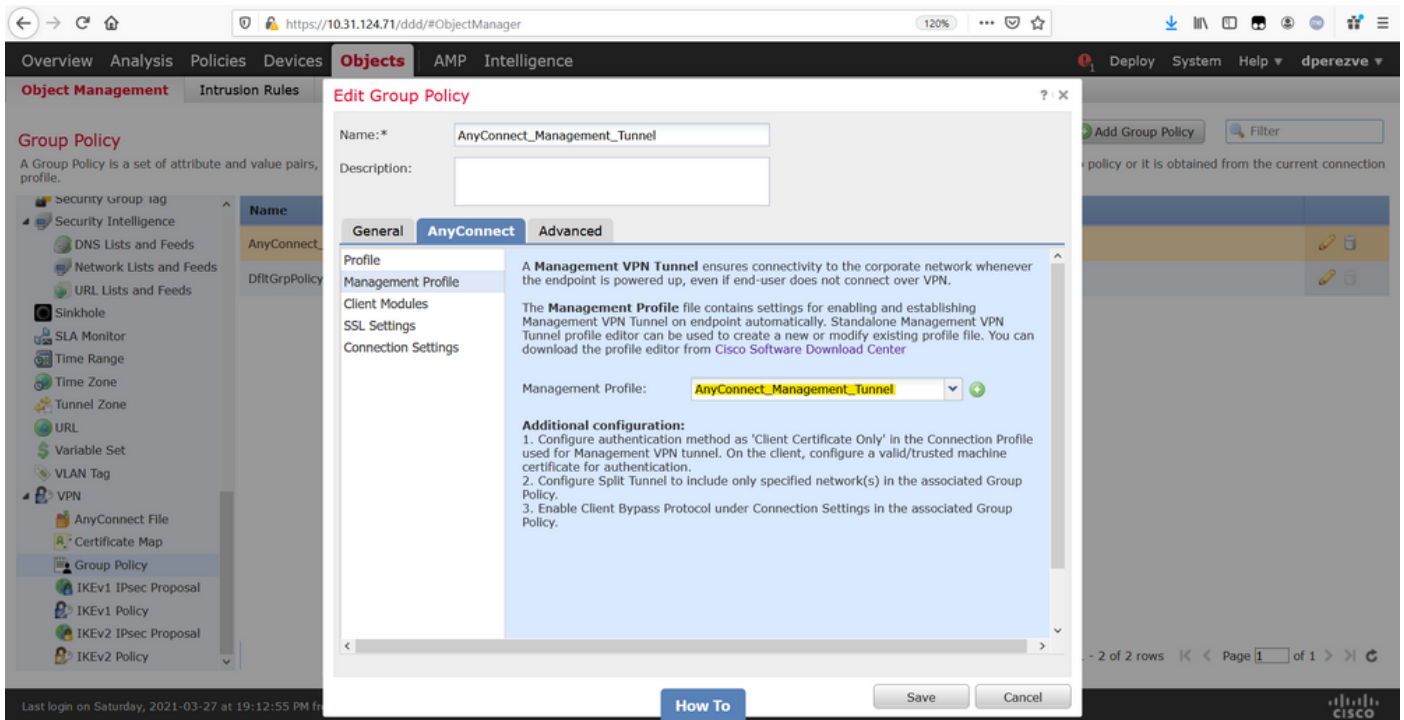 https://10.31.124.71/ddd/#ObjectManager
120%
Overview Analysis Policies Devices Objects AMP Intelligence
1 Deploy System Help dperezve
Object Management Intrusion Rules
Edit Group Policy
?
Group Policy
Add Group Policy
Filter
A Group Policy is a set of attribute and value pairs,
policy or it is obtained from the current connection
profile.
Name:* AnyConnect_Management_Tunnel
Description:
General AnyConnect Advanced
Security Group Tag
Security Intelligence
DNS Lists and Feeds
Network Lists and Feeds
URL Lists and Feeds
Sinkhole
SLA Monitor
Time Range
Time Zone
Tunnel Zone
URL
Variable Set
VLAN Tag
VPN
AnyConnect File
Certificate Map
Group Policy
IKEv1 IPsec Proposal
IKEv1 Policy
IKEv2 IPsec Proposal
IKEv2 Policy
Name
AnyConnect_
DfltGrpPolicy
Profile
Management Profile
Client Modules
SSL Settings
Connection Settings
A Management VPN Tunnel ensures connectivity to the corporate network whenever
the endpoint is powered up, even if end-user does not connect over VPN.
The Management Profile file contains settings for enabling and establishing
Management VPN Tunnel on endpoint automatically. Standalone Management VPN
Tunnel profile editor can be used to create a new or modify existing profile file. You can
download the profile editor from Cisco Software Download Center
Management Profile: AnyConnect_Management_Tunnel
Additional configuration:
1. Configure authentication method as 'Client Certificate Only' in the Connection Profile
used for Management VPN tunnel. On the client, configure a valid/trusted machine
certificate for authentication.
2. Configure Split Tunnel to include only specified network(s) in the associated Group
Policy.
3. Enable Client Bypass Protocol under Connection Settings in the associated Group
Policy.
- 2 of 2 rows Page 1 of 1
Save Cancel
How To
Last login on Saturday, 2021-03-27 at 19:12:55 PM
CISCO